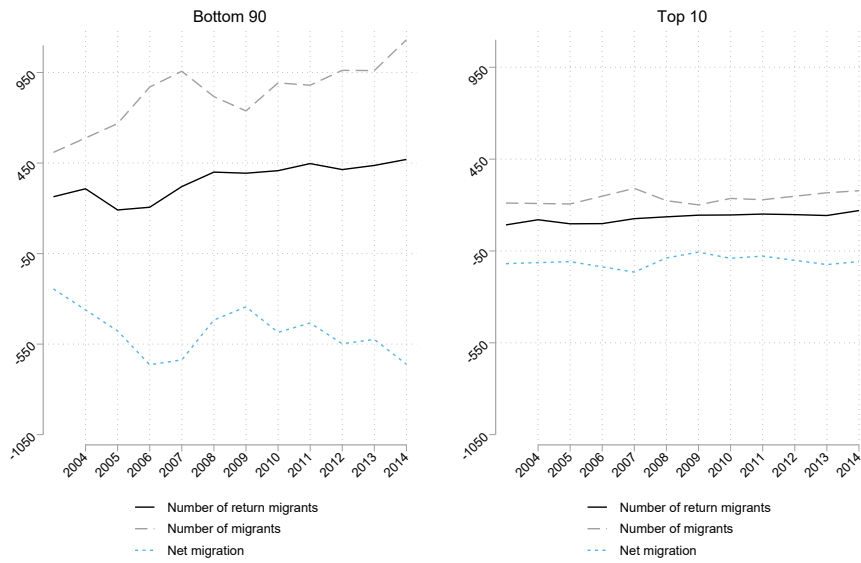 Bottom 90
950
450
-50
-550
-1050
2004 2005 2006 2007 2008 2009 2010 2011 2012 2013 2014
Number of return migrants
Number of migrants
Net migration
Top 10
950
450
-50
-550
-1050
2004 2005 2006 2007 2008 2009 2010 2011 2012 2013 2014
Number of return migrants
Number of migrants
Net migration